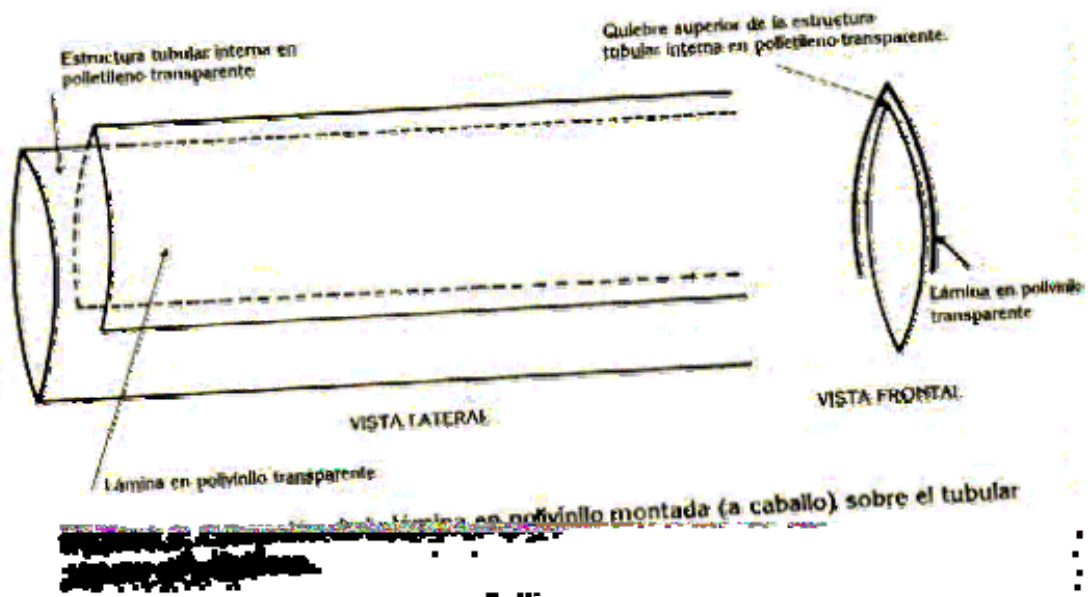 Estructura tubular interna en
polietileno transparente
Quiebre superior de la estructura
tubular interna en polietileno transparente.
Lámina en polivinilo
transparente
VISTA LATERAL
VISTA FRONTAL
Lámina en polivinilo transparente
lámina en polivinilo montada (a caballo) sobre el tubular